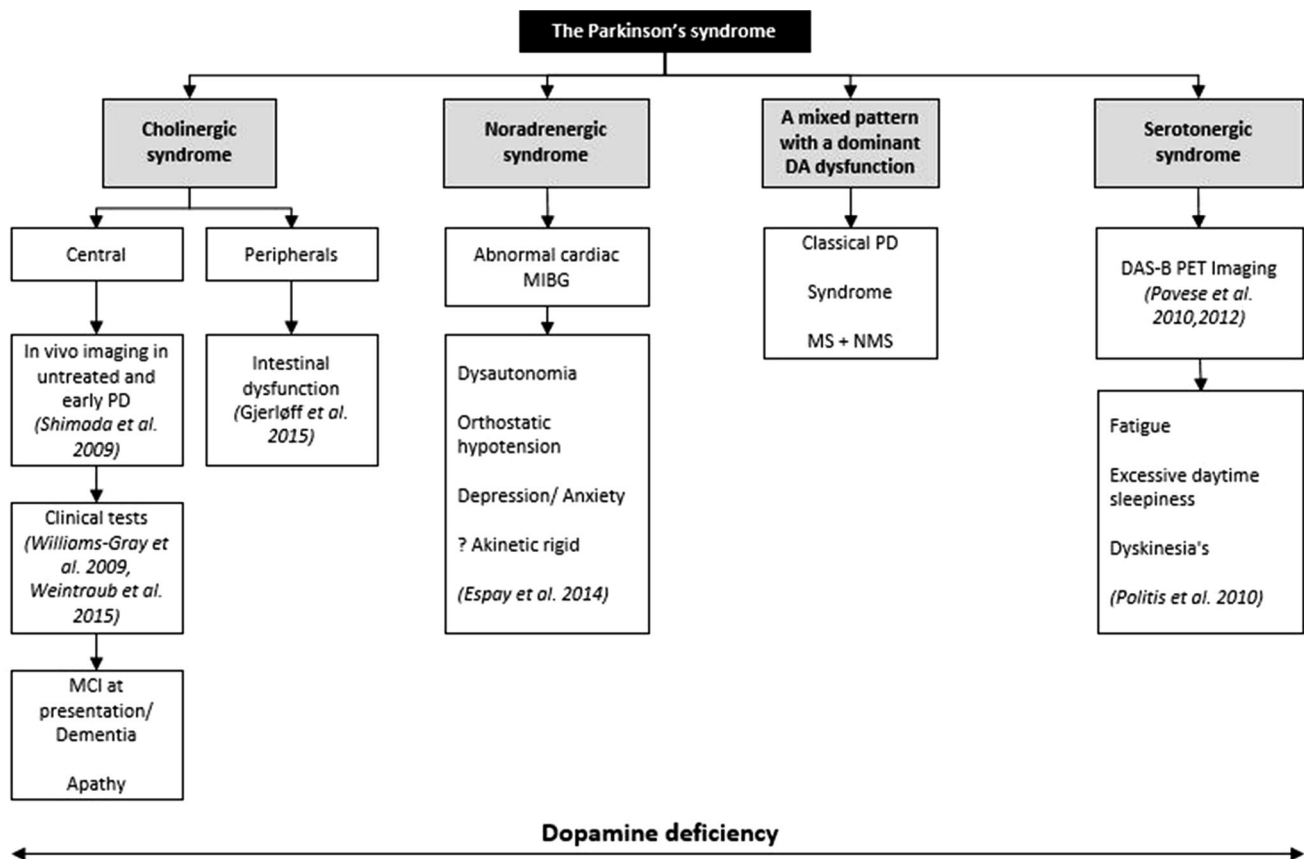 The Parkinson's syndrome
Cholinergic
syndrome
Noradrenergic
syndrome
A mixed pattern
with a dominant
DA dysfunction
Serotonergic
syndrome
Central
Peripherals
Abnormal cardiac
MIBG
Classical PD
Syndrome
MS + NMS
DAS-B PET Imaging
(Pavese et al.
2010,2012)
In vivo imaging in
untreated and
early PD
(Shimada et al.
2009)
Intestinal
dysfunction
(Gjerløff et al.
2015)
Dysautonomia
Orthostatic
hypotension
Depression/ Anxiety
? Akinetic rigid
(Espay et al. 2014)
Fatigue
Excessive daytime
sleepiness
Dyskinesia's
(Politis et al. 2010)
Clinical tests
(Williams-Gray et
al. 2009,
Weintraub et al.
2015)
MCI at
presentation/
Dementia
Apathy
Dopamine deficiency